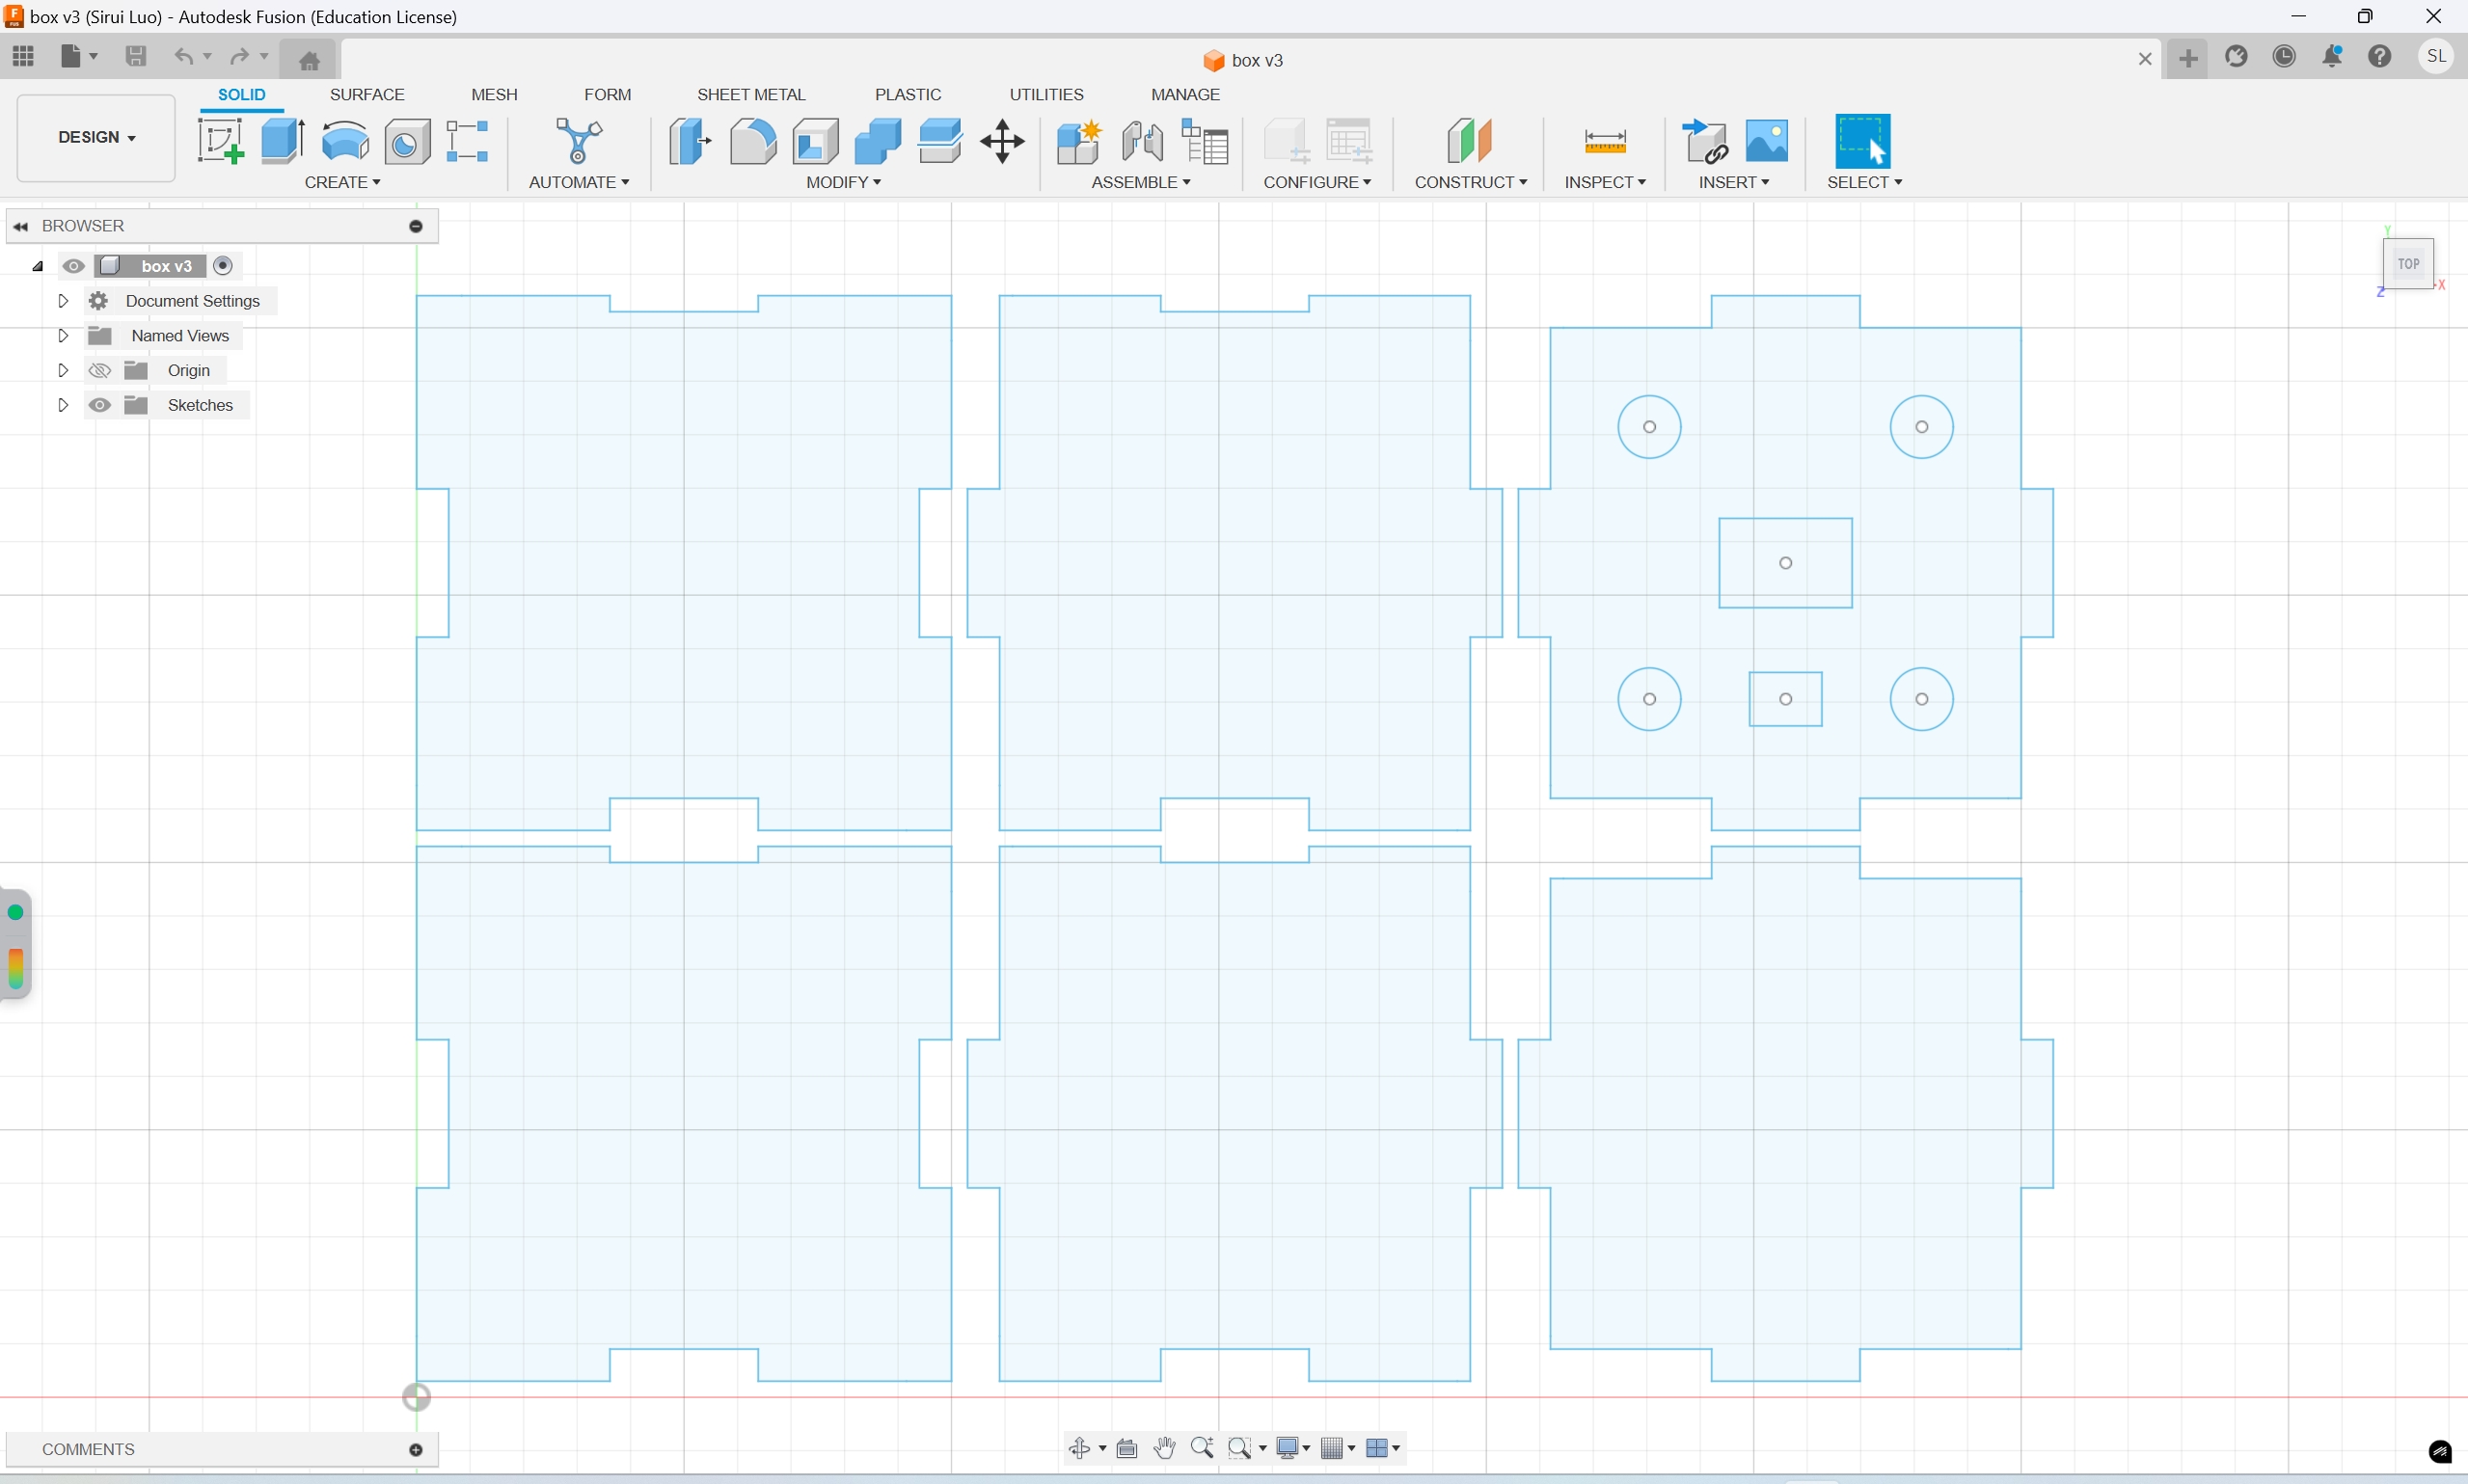 box v3 (Sirui Luo) - Autodesk Fusion (Education License)
box v3
SL
SOLID SURFACE MESH FORM SHEET METAL PLASTIC UTILITIES MANAGE
DESIGN
CREATE AUTOMATE MODIFY ASSEMBLE CONFIGURE CONSTRUCT INSPECT INSERT SELECT
BROWSER
box v3
Document Settings
Named Views
Origin
Sketches
Y
TOP
X
Z
COMMENTS